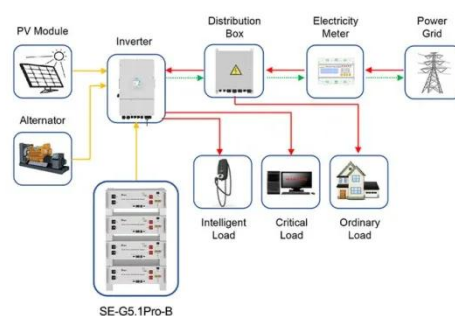 PV Module
Inverter
Distribution
Box
Electricity
Meter
Power
Grid
Alternator
Intelligent
Load
Critical
Load
Ordinary
Load
SE-G5.1Pro-B